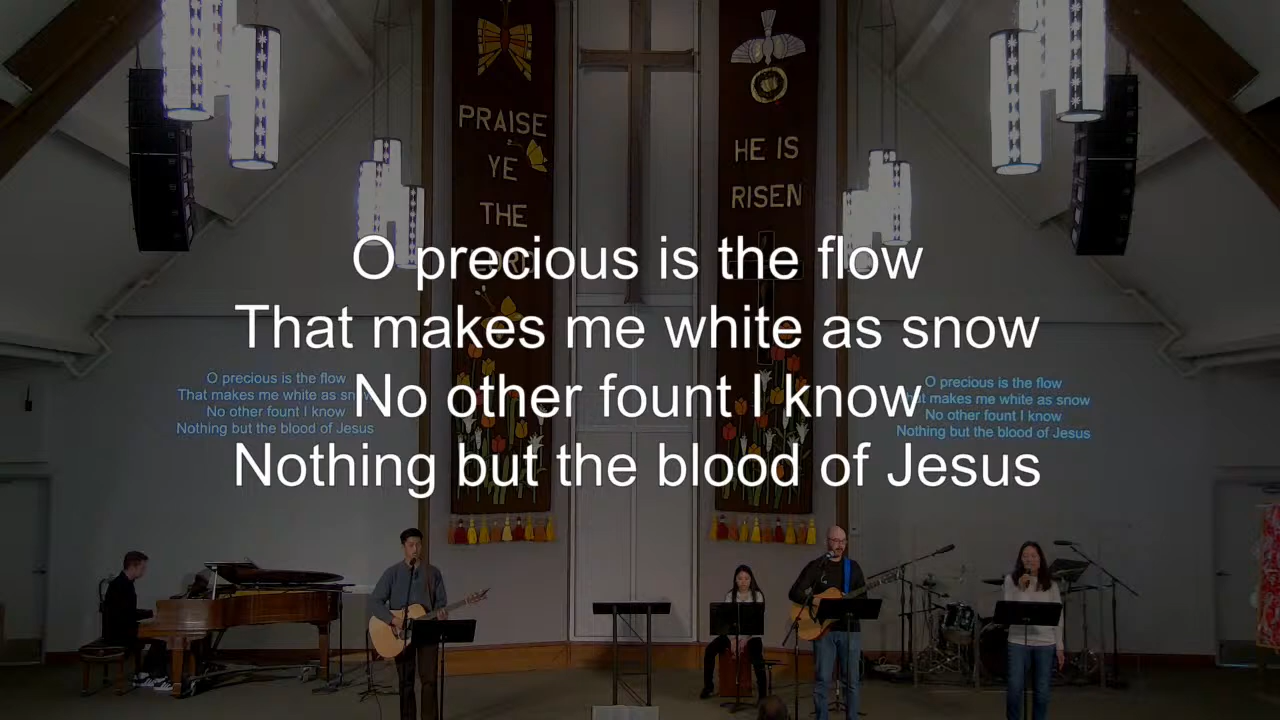 PRAISE
YE
THE
LORD
HE IS
RISEN
O precious is the flow
That makes me white as snow
No other fount I know
Nothing but the blood of Jesus
O precious is the flow
That makes me white as snow
No other fount I know
Nothing but the blood of Jesus
O precious is the flow
That makes me white as snow
No other fount I know
Nothing but the blood of Jesus